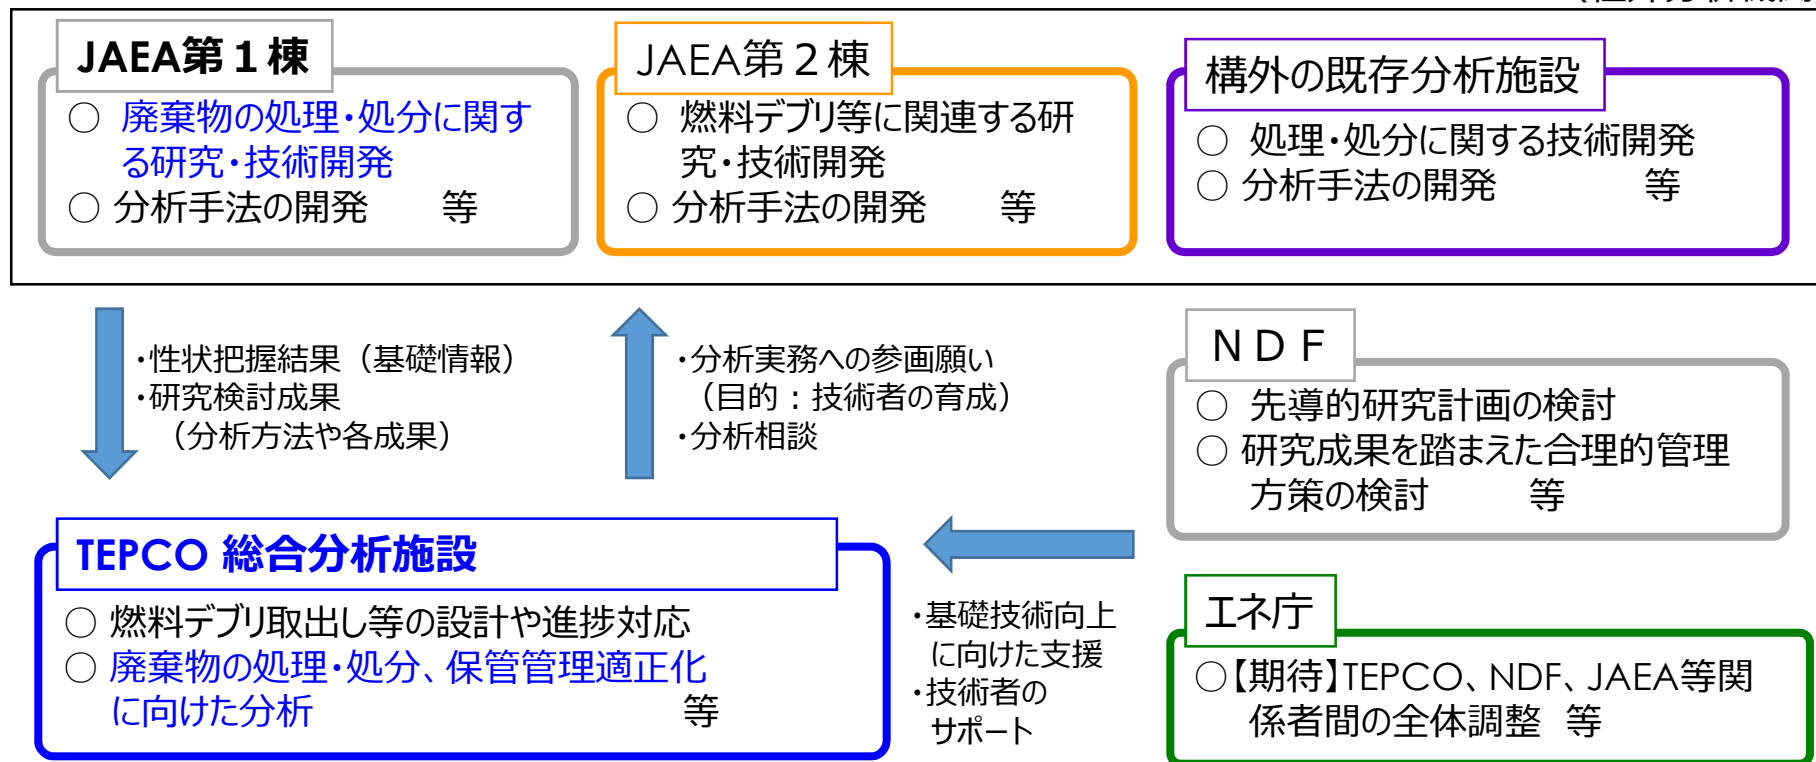 JAEA第１棟
○ 廃棄物の処理・処分に関す
る研究・技術開発
○ 分析手法の開発 等
JAEA第２棟
○ 燃料デブリ等に関連する研
究・技術開発
○ 分析手法の開発 等
構外の既存分析施設
○ 処理・処分に関する技術開発
○ 分析手法の開発 等
・性状把握結果（基礎情報）
・研究検討成果
（分析方法や各成果）
・分析実務への参画願い
（目的：技術者の育成）
・分析相談
ＮＤＦ
○ 先導的研究計画の検討
○ 研究成果を踏まえた合理的管理
方策の検討 等
TEPCO 総合分析施設
○ 燃料デブリ取出し等の設計や進捗対応
○ 廃棄物の処理・処分、保管管理適正化
に向けた分析 等
・基礎技術向上
に向けた支援
・技術者の
サポート
エネ庁
○【期待】TEPCO、NDF、JAEA等関
係者間の全体調整 等